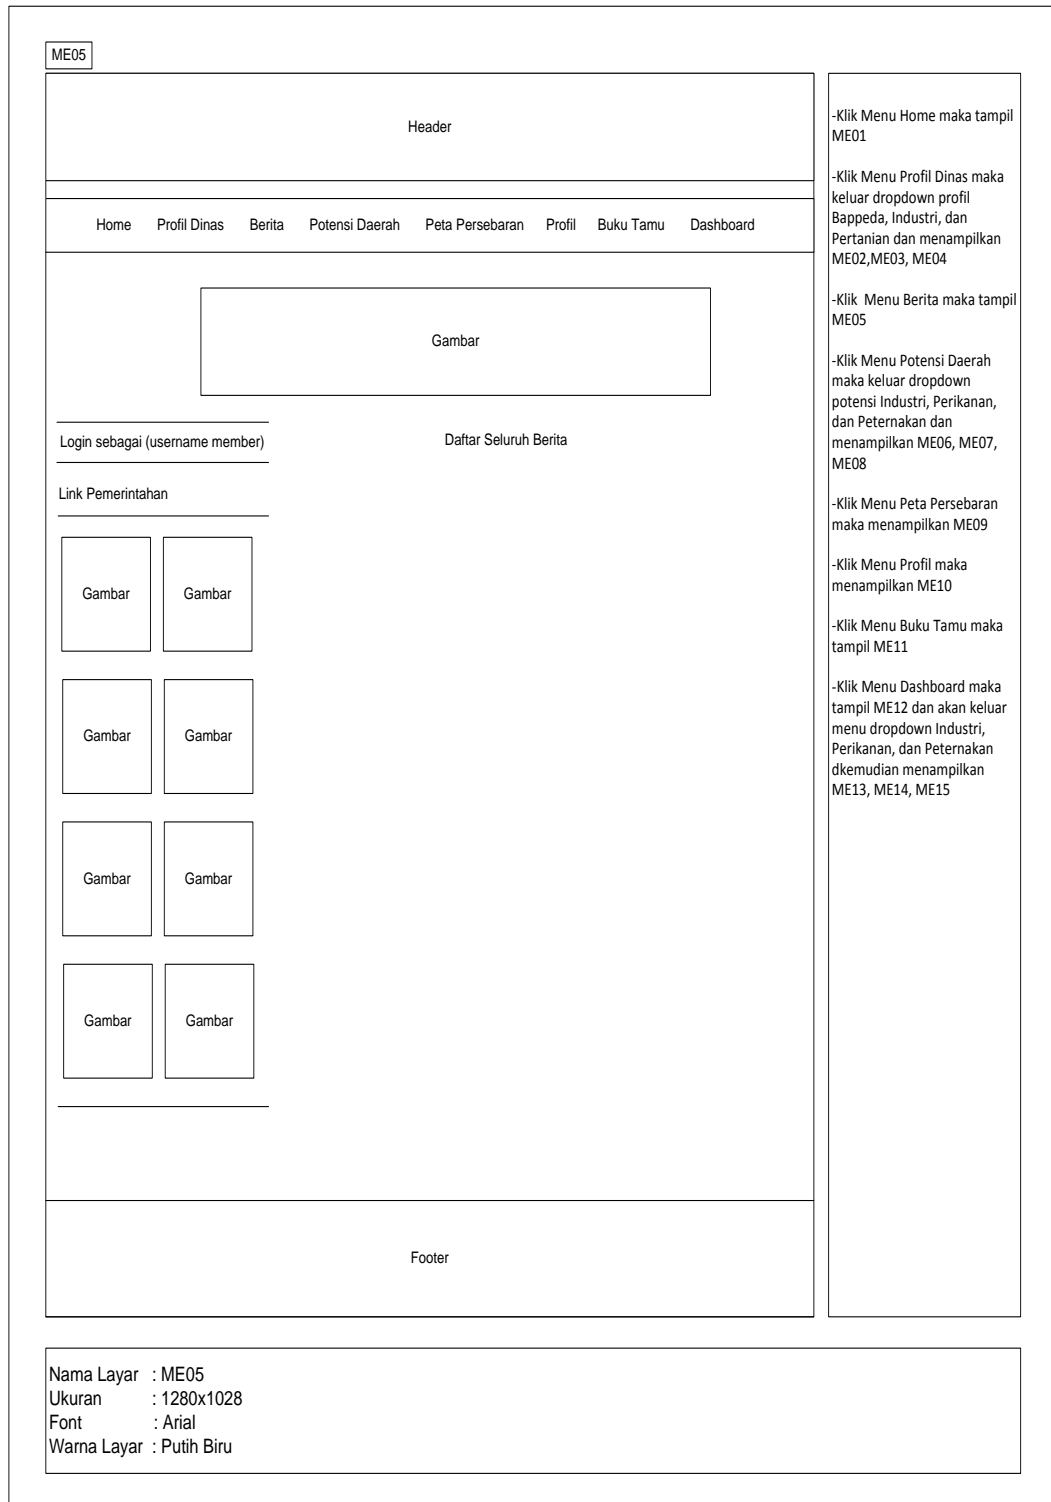 ME05
Header
Home Profil Dinas Berita Potensi Daerah Peta Persebaran Profil Buku Tamu Dashboard
Gambar
Login sebagai (username member)
Daftar Seluruh Berita
Link Pemerintahan
Gambar Gambar
Gambar Gambar
Gambar Gambar
Gambar Gambar
Footer
-Klik Menu Home maka tampil
ME01
-Klik Menu Profil Dinas maka
keluar dropdown profil
Bappeda, Industri, dan
Pertanian dan menampilkan
ME02,ME03, ME04
-Klik  Menu Berita maka tampil
ME05
-Klik Menu Potensi Daerah
maka keluar dropdown
potensi Industri, Perikanan,
dan Peternakan dan
menampilkan ME06, ME07,
ME08
-Klik Menu Peta Persebaran
maka menampilkan ME09
-Klik Menu Profil maka
menampilkan ME10
-Klik Menu Buku Tamu maka
tampil ME11
-Klik Menu Dashboard maka
tampil ME12 dan akan keluar
menu dropdown Industri,
Perikanan, dan Peternakan
dkemudian menampilkan
ME13, ME14, ME15
Nama Layar : ME05
Ukuran : 1280x1028
Font : Arial
Warna Layar : Putih Biru